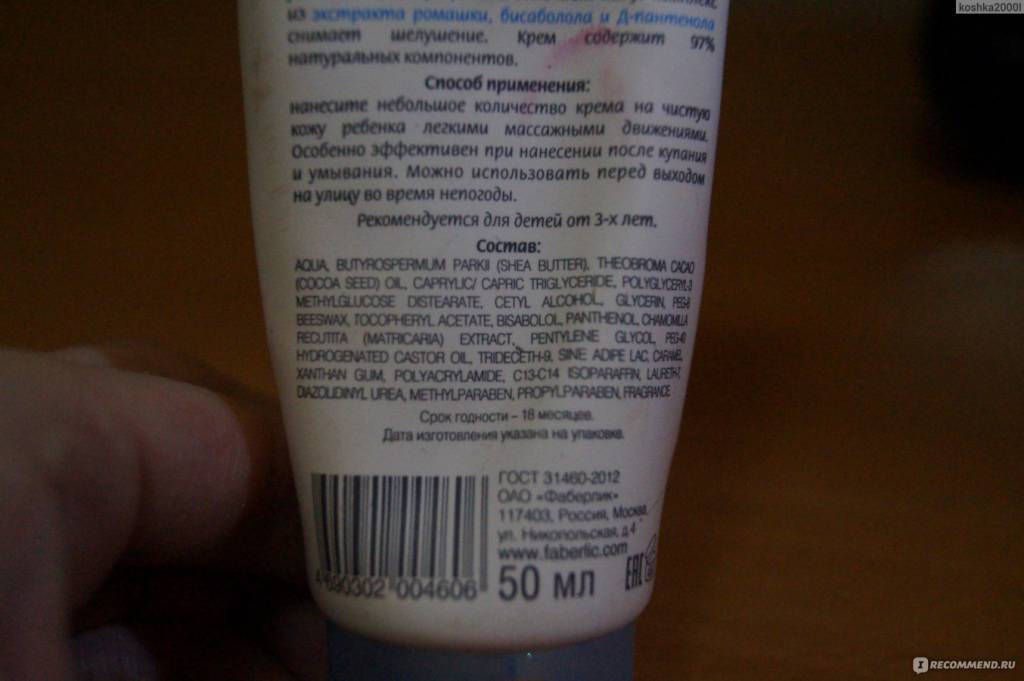 koshka2000l
из экстракта ромашки, бисаболола и Д-пантенола
снимает шелушение. Крем содержит 97%
натуральных компонентов.
Способ применения:
нанесите небольшое количество крема на чистую
кожу ребенка легкими массажными движениями.
Особенно эффективен при нанесении после купания
и умывания. Можно использовать перед выходом
на улицу во время непогоды.
Рекомендуется для детей от 3-х лет.
Состав:
AQUA, BUTYROSPERMUM PARKII (SHEA BUTTER), THEOBROMA CACAO
(COCOA SEED) OIL, CAPRYLIC/ CAPRIC TRIGLYCERIDE, POLYGLYCERYL-3
METHYLGLUCOSE DISTEARATE, CETYL ALCOHOL, GLYCERIN, PEG-8
BEESWAX, TOCOPHERYL ACETATE, BISABOLOL, PANTHENOL, CHAMOMILLA
RECUTITA (MATRICARIA) EXTRACT, PENTYLENE GLYCOL, PEG-40
HYDROGENATED CASTOR OIL, TRIDECETH-9, SINE ADIPE LAC, CARAMEL,
XANTHAN GUM, POLYACRYLAMIDE, C13-C14 ISOPARAFFIN, LAURETH-7,
DIAZOLIDINYL UREA, METHYLPARABEN, PROPYLPARABEN, FRAGRANCE
Срок годности – 18 месяцев.
Дата изготовления указана на упаковке.
ГОСТ 31460-2012
ОАО «Фаберлик»
117403, Россия, Москва,
ул. Никопольская, д.4
www.faberlic.com
4 690302 004606
50 мл
EAC
RECOMMEND.RU